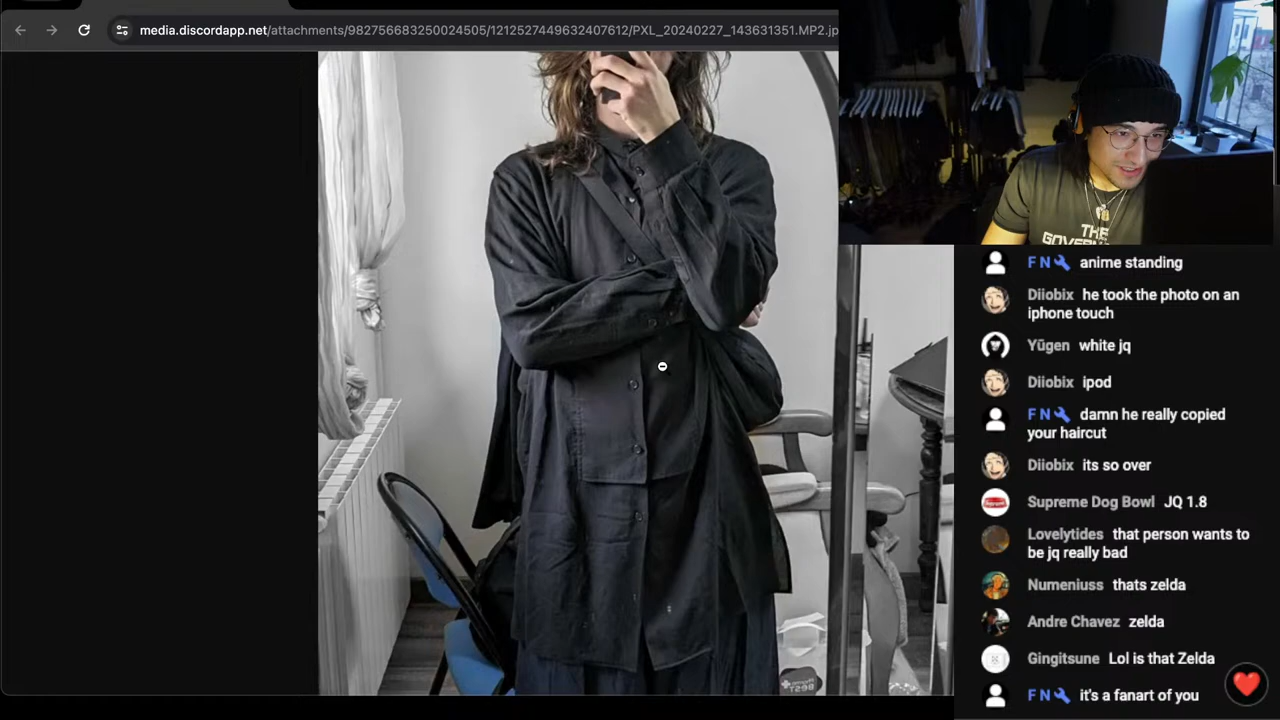 media.discordapp.net/attachments/982756683250024505/1212527449632407612/PXL_20240227_143631351.MP2.jp
THE
GOVERN
F N anime standing
Diiobix he took the photo on an
iphone touch
Yūgen white jq
Diiobix ipod
F N damn he really copied
your haircut
Diiobix its so over
Supreme Dog Bowl JQ 1.8
Lovelytides that person wants to
be jq really bad
Numeniuss thats zelda
Andre Chavez zelda
Gingitsune Lol is that Zelda
F N it's a fanart of you
BEST